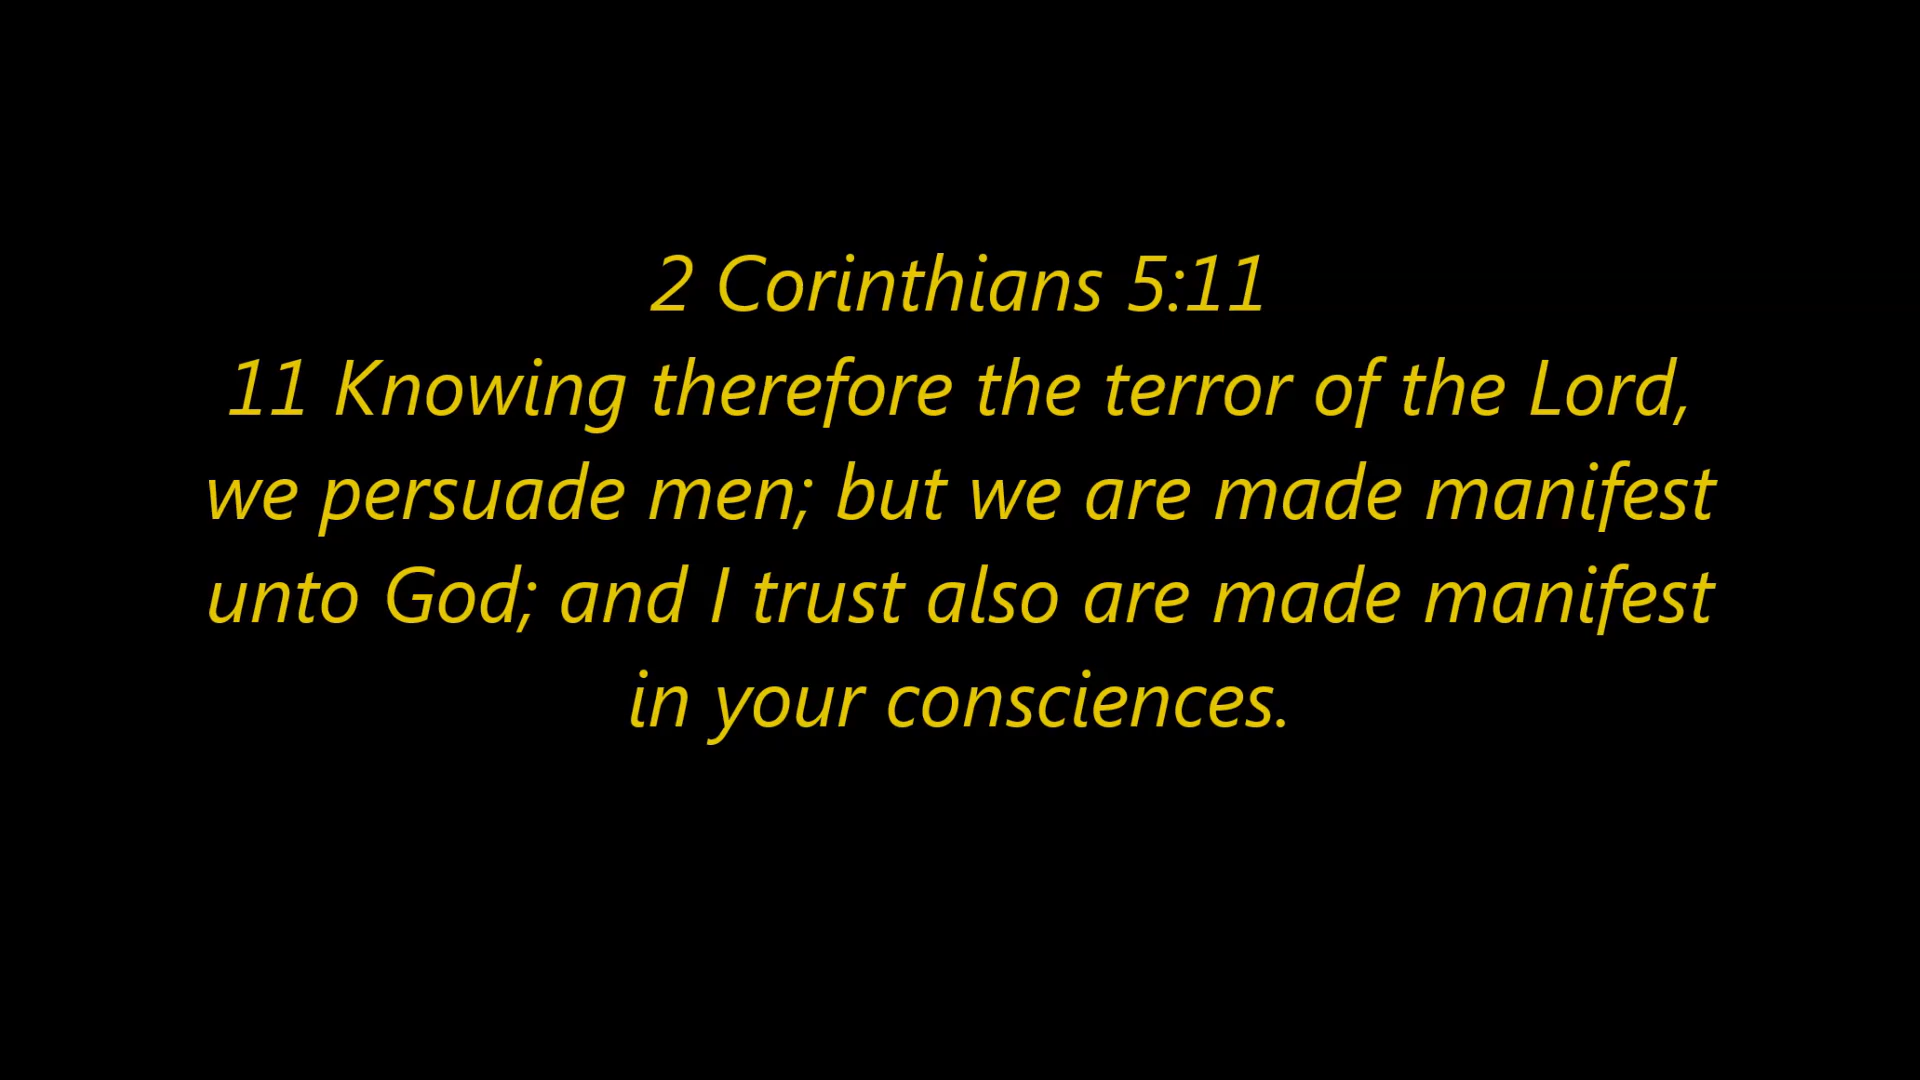 2 Corinthians 5:11
11 Knowing therefore the terror of the Lord,
we persuade men; but we are made manifest
unto God; and I trust also are made manifest
in your consciences.